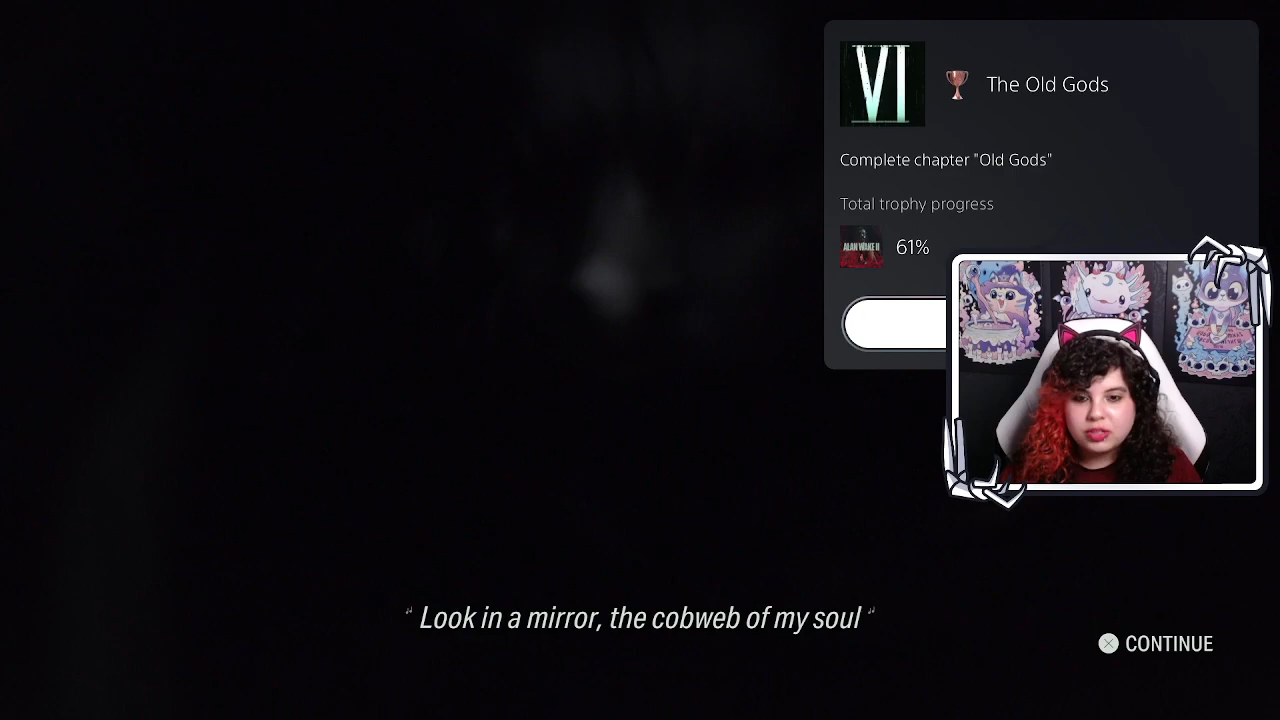 VI
The Old Gods
Complete chapter "Old Gods"
Total trophy progress
ALAN WAKE II
61%
Look in a mirror, the cobweb of my soul
CONTINUE